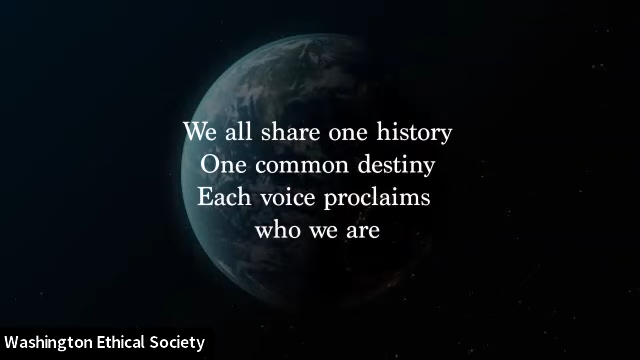 We all share one history
One common destiny
Each voice proclaims
who we are
Washington Ethical Society